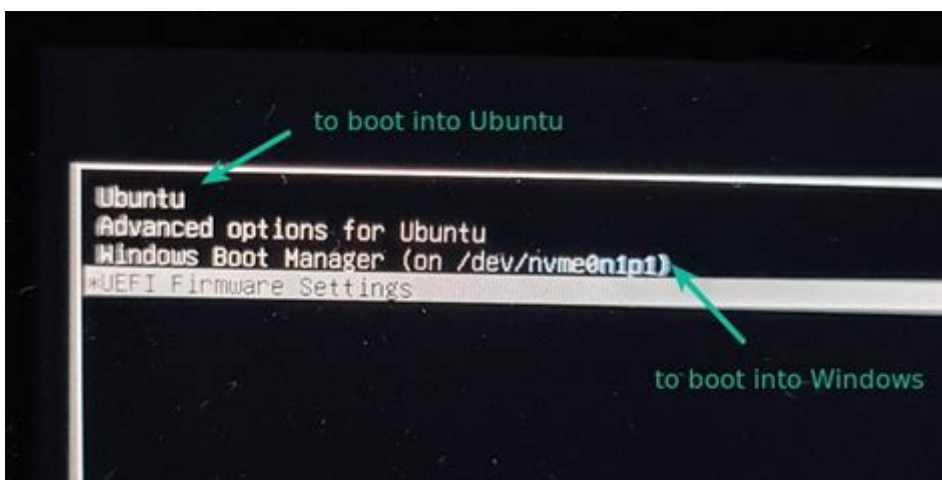 to boot into Ubuntu
Ubuntu
Advanced options for Ubuntu
Windows Boot Manager (on /dev/nvme0n1p1)
*UEFI Firmware Settings
to boot into Windows